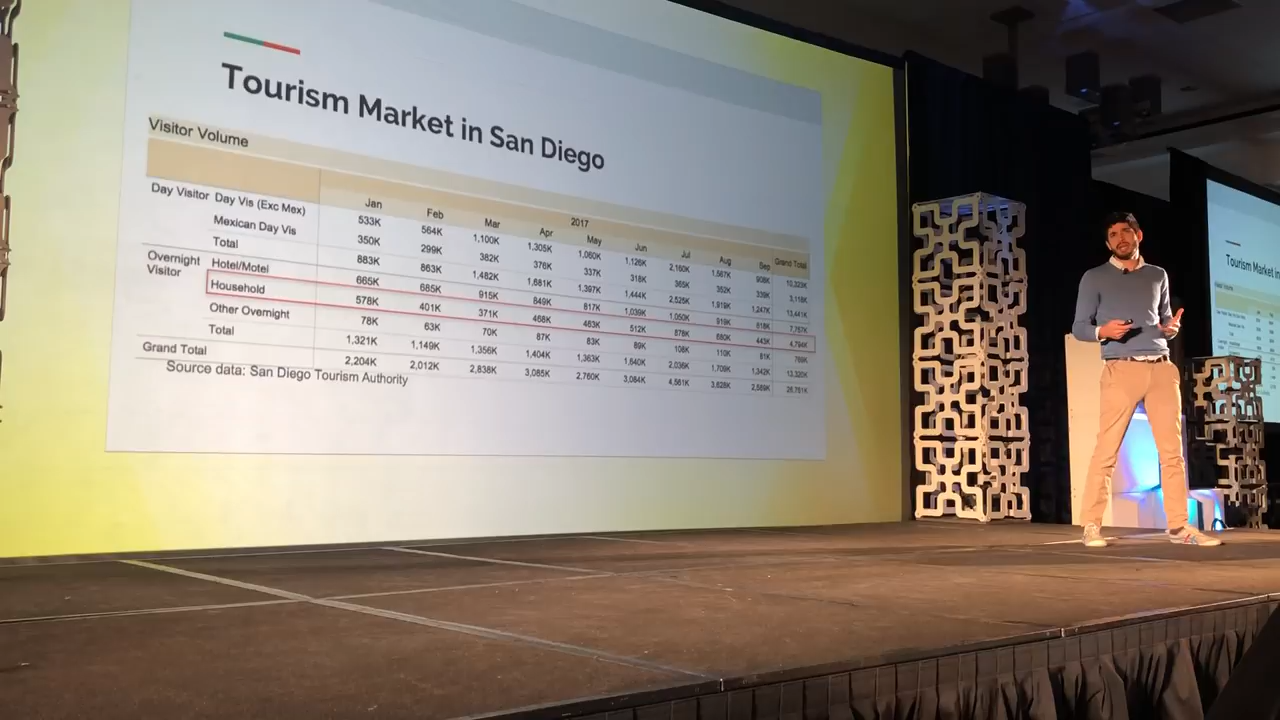 Tourism Market in San Diego
Visitor Volume
2017
Jan Feb Mar Apr May Jun Jul Aug Sep Grand Total
Day Visitor Day Vis (Exc Mex) 533K 564K 1,100K 1,305K 1,060K 1,126K 2,160K 1,567K 908K 10,323K
Mexican Day Vis 350K 299K 382K 376K 337K 318K 365K 352K 339K 3,118K
Total 883K 863K 1,482K 1,681K 1,397K 1,444K 2,525K 1,919K 1,247K 13,441K
Overnight Visitor Hotel/Motel 665K 685K 915K 849K 817K 1,039K 1,050K 919K 818K 7,757K
Household 578K 401K 371K 468K 463K 512K 878K 680K 443K 4,794K
Other Overnight 78K 63K 70K 87K 83K 89K 108K 110K 81K 769K
Total 1,321K 1,149K 1,356K 1,404K 1,363K 1,640K 2,036K 1,709K 1,342K 13,320K
Grand Total 2,204K 2,012K 2,838K 3,085K 2,760K 3,084K 4,561K 3,628K 2,589K 26,761K
Source data: San Diego Tourism Authority
Tourism Market in